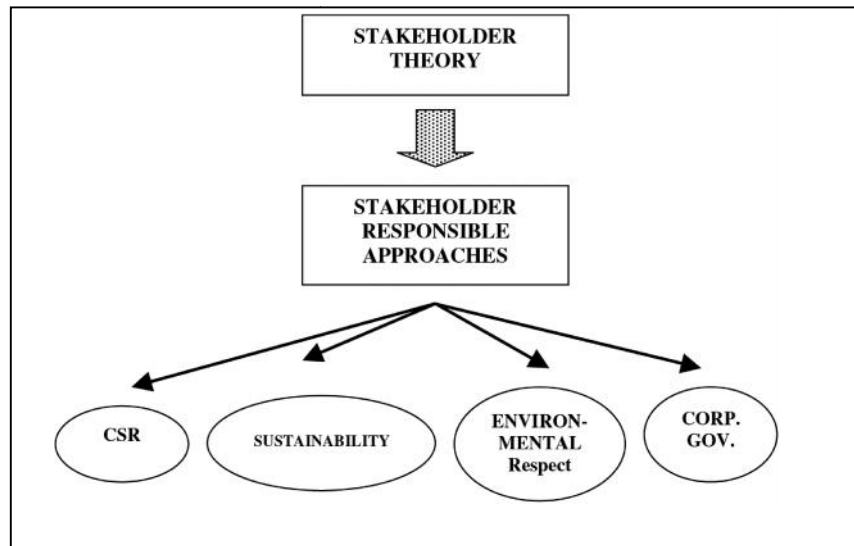 STAKEHOLDER
THEORY
STAKEHOLDER
RESPONSIBLE
APPROACHES
CSR
SUSTAINABILITY
ENVIRON-
MENTAL
Respect
CORP.
GOV.